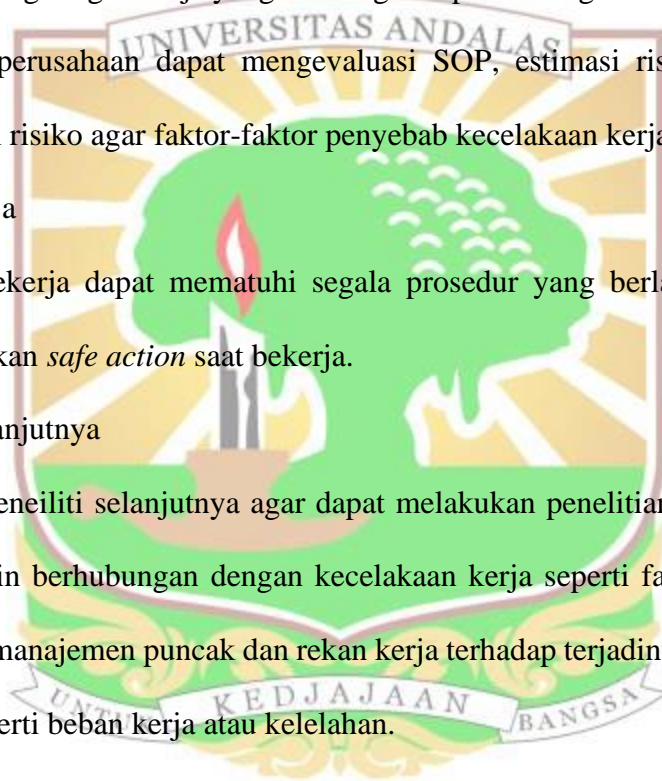 UNIVERSITAS ANDALAS
perusahaan dapat mengevaluasi SOP, estimasi ris
risiko agar faktor-faktor penyebab kecelakaan kerja
a
ekerja dapat mematuhi segala prosedur yang berla
kan safe action saat bekerja.
anjutnya
eneiliti selanjutnya agar dapat melakukan penelitian
in berhubungan dengan kecelakaan kerja seperti fa
manajemen puncak dan rekan kerja terhadap terjadin
erti beban kerja atau kelelahan.
UNTUK KEDJAJAAN BANGSA